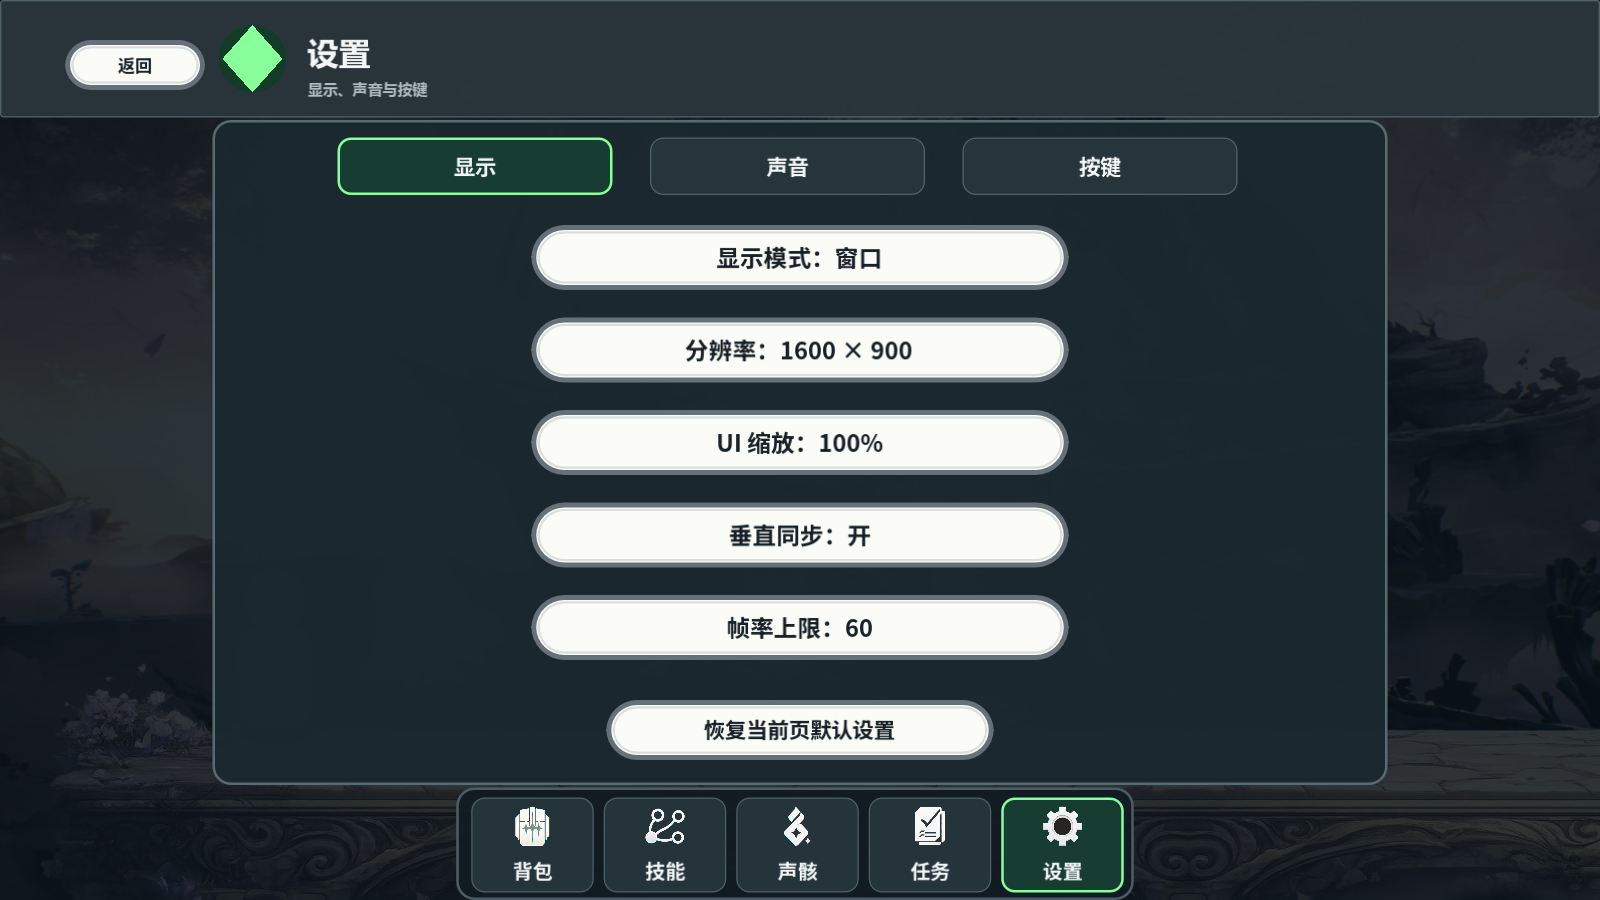 返回
设置
显示、声音与按键
显示
声音
按键
显示模式：窗口
分辨率：1600 × 900
UI 缩放：100%
垂直同步：开
帧率上限：60
恢复当前页默认设置
背包
技能
声骸
任务
设置